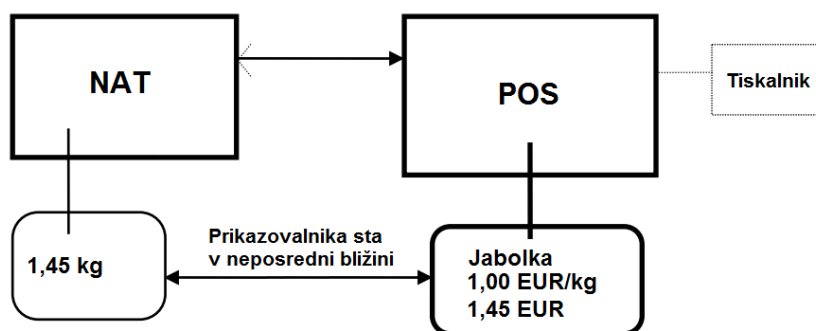 NAT
POS
Tiskalnik
1,45 kg
Prikazovalnika sta
v neposredni bližini
Jabolka
1,00 EUR/kg
1,45 EUR